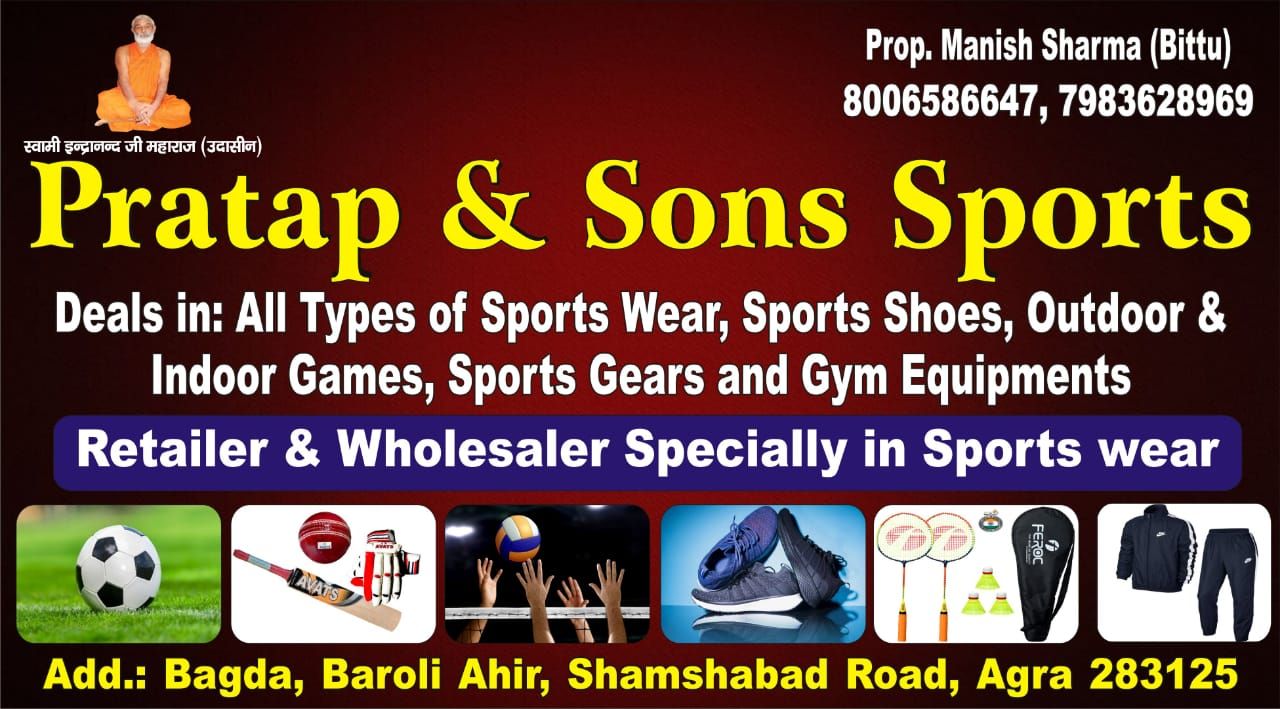 Prop. Manish Sharma (Bittu)
8006586647, 7983628969
स्वामी इन्द्रानन्द जी महाराज (उदासीन)
Pratap & Sons Sports
Deals in: All Types of Sports Wear, Sports Shoes, Outdoor &
Indoor Games, Sports Gears and Gym Equipments
Retailer & Wholesaler Specially in Sports wear
AVATS
FEROC
Add.: Bagda, Baroli Ahir, Shamshabad Road, Agra 283125